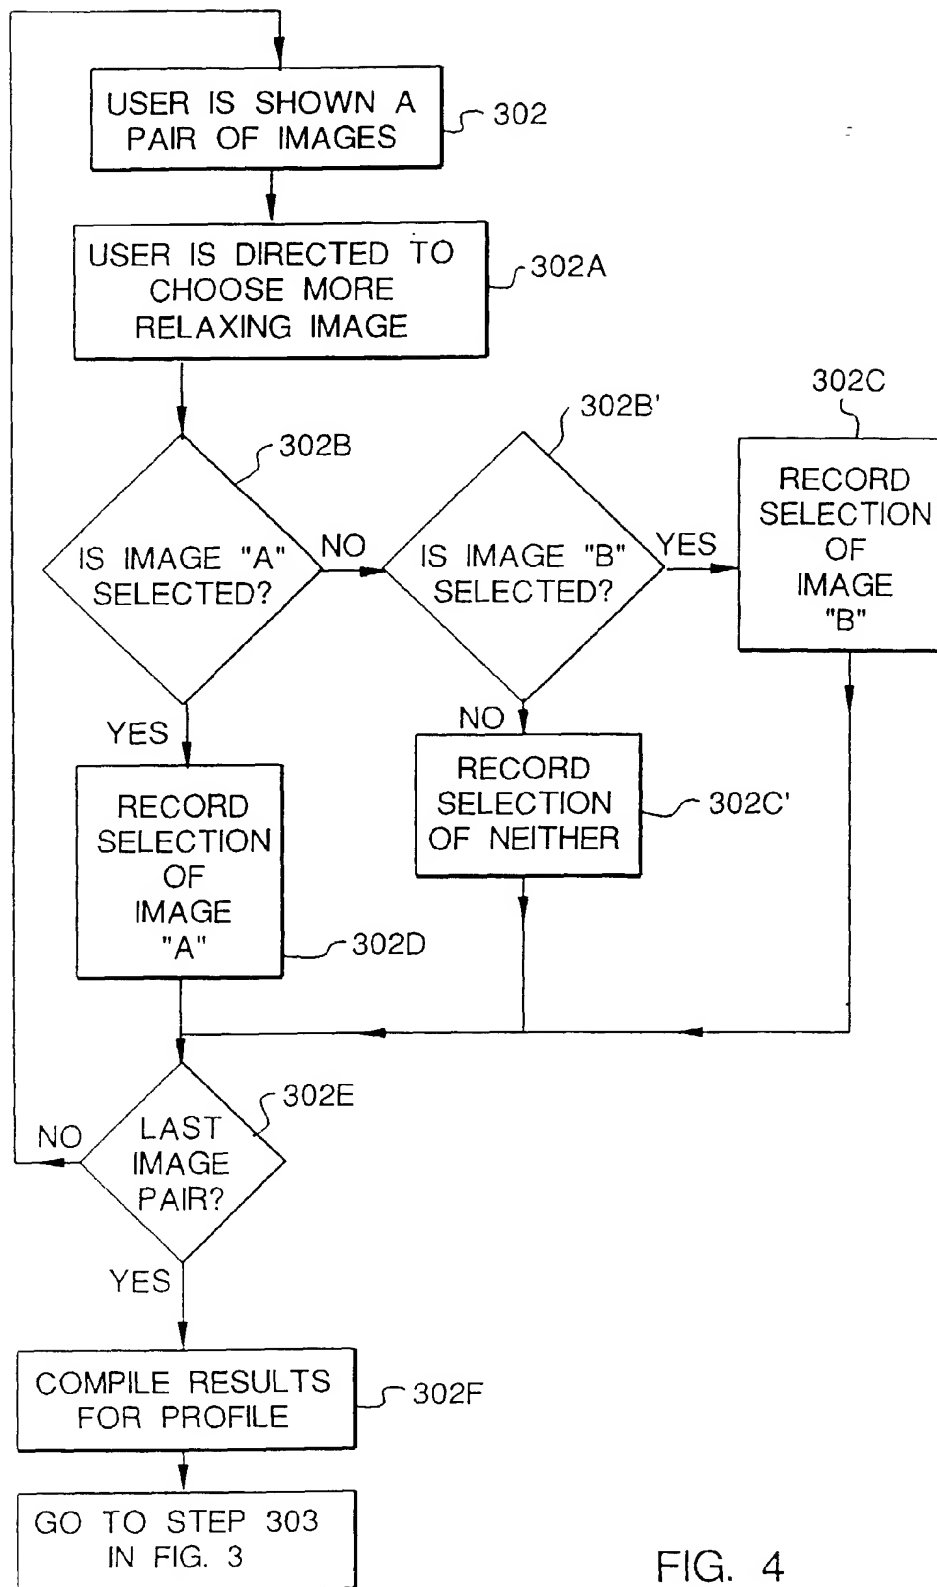 USER IS SHOWN A
PAIR OF IMAGES
302
USER IS DIRECTED TO
CHOOSE MORE
RELAXING IMAGE
302A
302B
IS IMAGE "A"
SELECTED?
NO
302B'
IS IMAGE "B"
SELECTED?
YES
302C
RECORD
SELECTION
OF
IMAGE
"B"
YES
RECORD
SELECTION
OF
IMAGE
"A"
302D
NO
RECORD
SELECTION
OF NEITHER
302C'
302E
LAST
IMAGE
PAIR?
NO
YES
COMPILE RESULTS
FOR PROFILE
302F
GO TO STEP 303
IN FIG. 3
FIG. 4